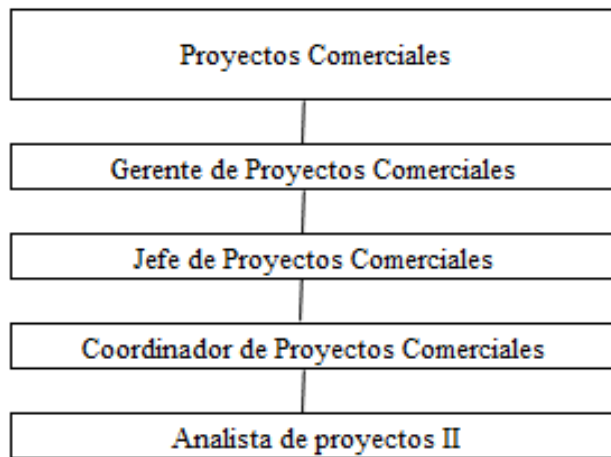 Proyectos Comerciales
Gerente de Proyectos Comerciales
Jefe de Proyectos Comerciales
Coordinador de Proyectos Comerciales
Analista de proyectos II